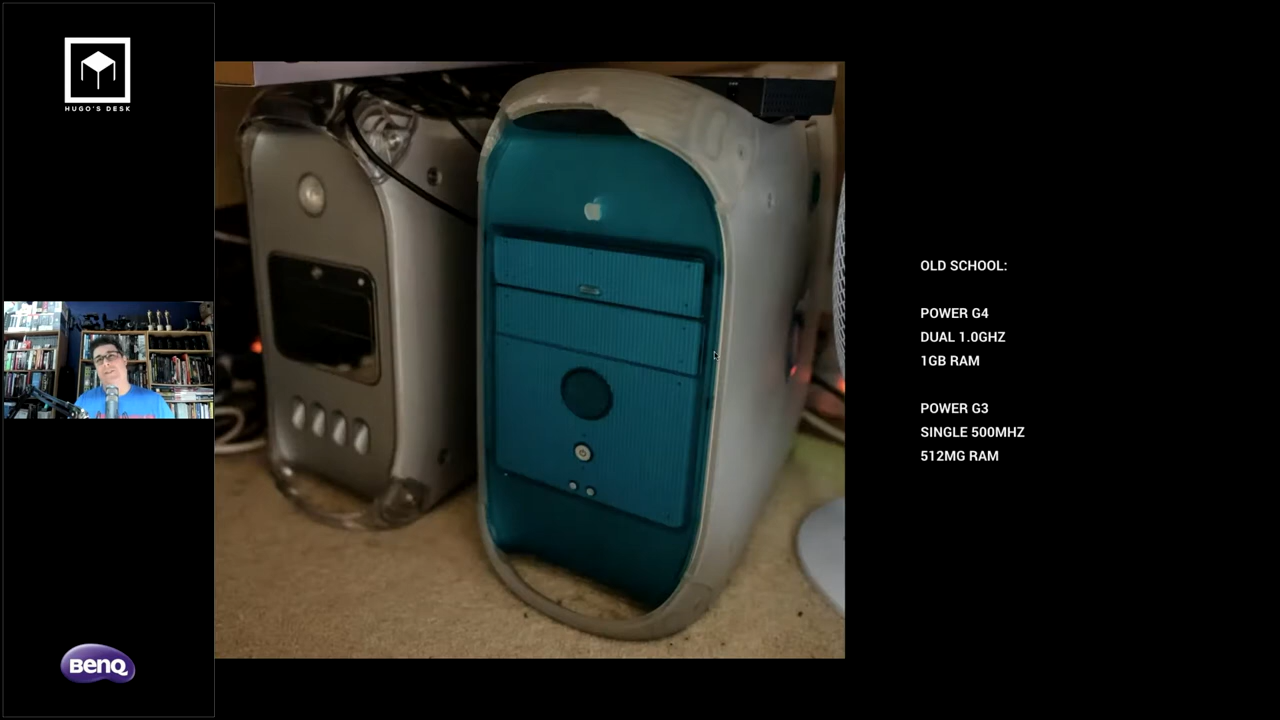 HUGO'S DESK
OLD SCHOOL:
POWER G4
DUAL 1.0GHZ
1GB RAM
POWER G3
SINGLE 500MHZ
512MG RAM
BenQ